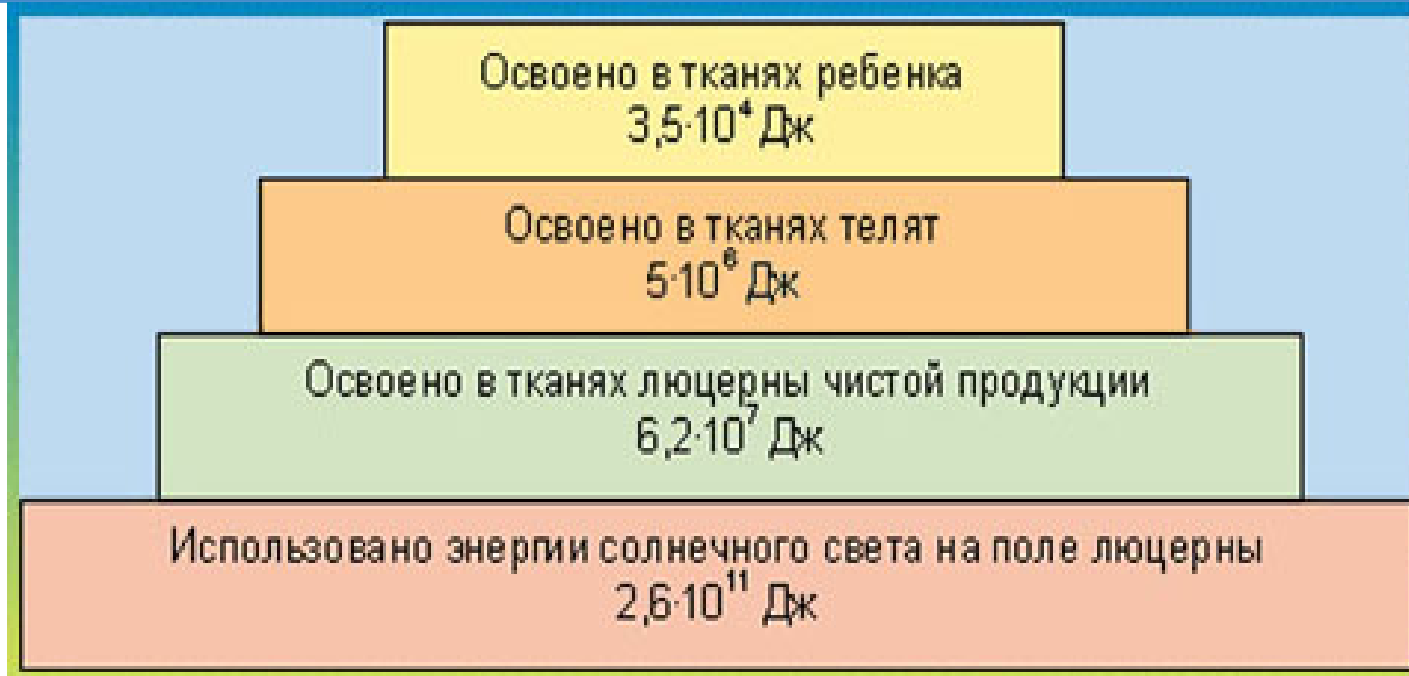 Освоено в тканях ребенка
3,5·10⁴ Дж
Освоено в тканях телят
5·10⁶ Дж
Освоено в тканях люцерны чистой продукции
6,2·10⁷ Дж
Использовано энергии солнечного света на поле люцерны
2,6·10¹¹ Дж